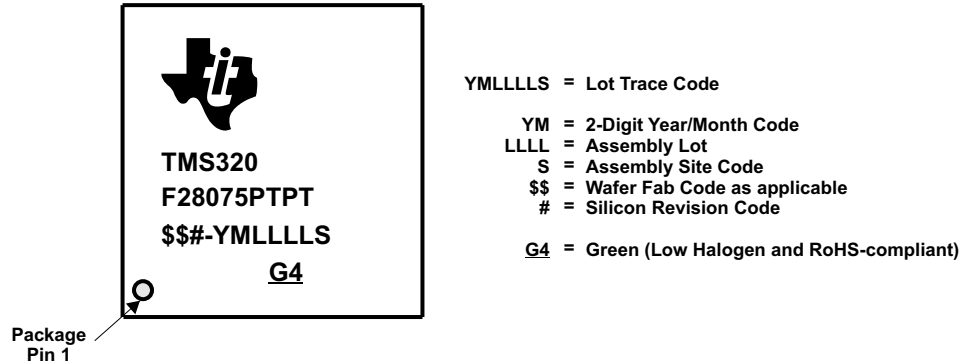 TMS320
F28075PTPT
$$#-YMLLLLS
G4
Package
Pin 1
YMLLLLS = Lot Trace Code
YM = 2-Digit Year/Month Code
LLLL = Assembly Lot
S = Assembly Site Code
$$ = Wafer Fab Code as applicable
# = Silicon Revision Code
G4 = Green (Low Halogen and RoHS-compliant)